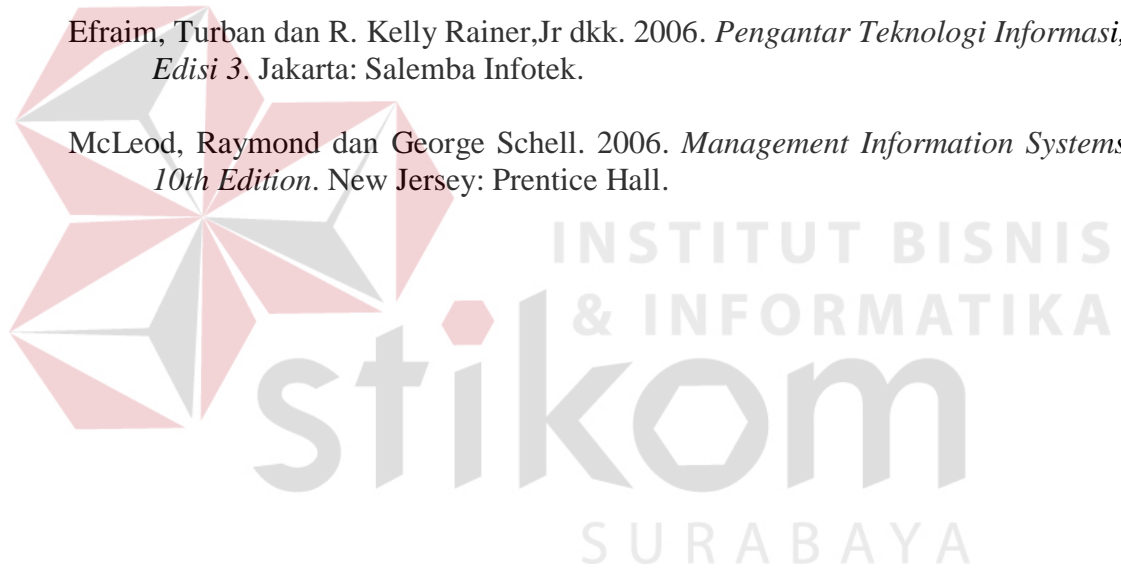 Efraim, Turban dan R. Kelly Rainer,Jr dkk. 2006. Pengantar Teknologi Informasi,
Edisi 3. Jakarta: Salemba Infotek.
McLeod, Raymond dan George Schell. 2006. Management Information Systems
10th Edition. New Jersey: Prentice Hall.
INSTITUT BISNIS
& INFORMATIKA
stikom
SURABAYA